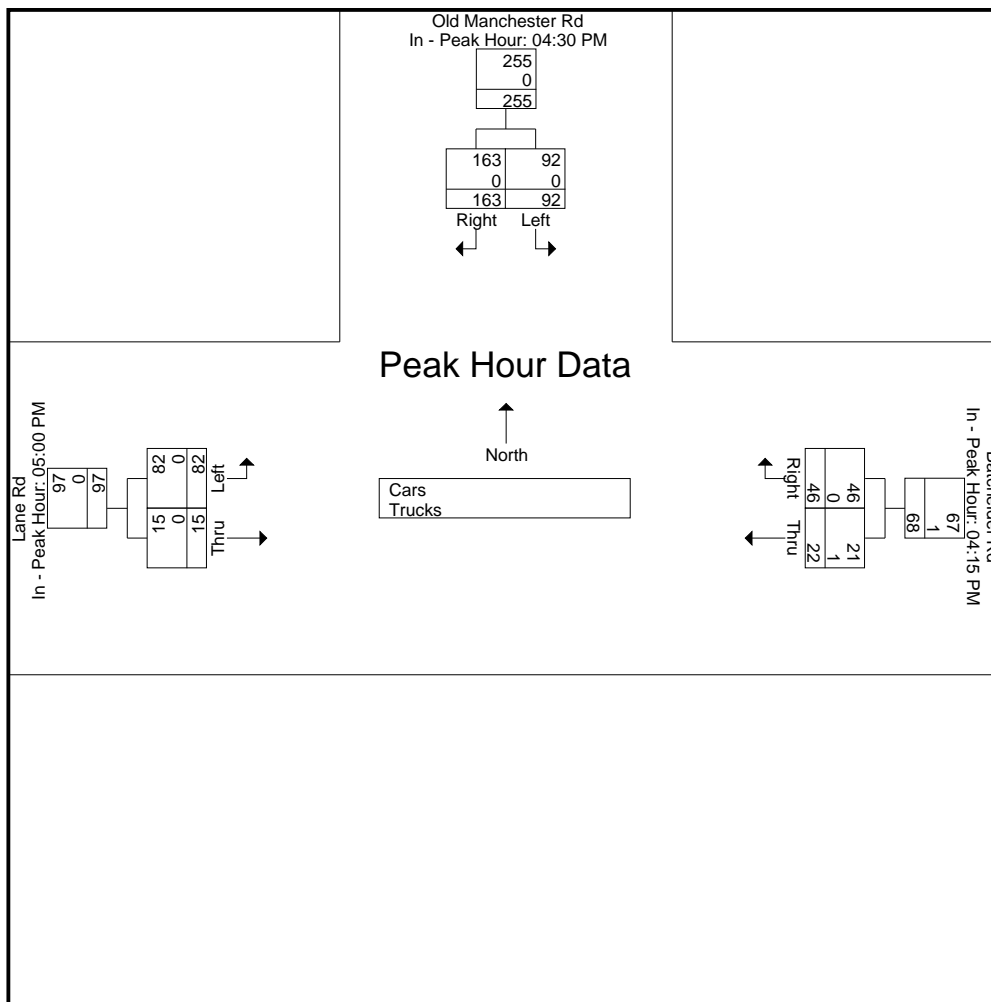 Old Manchester Rd
In - Peak Hour: 04:30 PM
255
0
255
163 92
0 0
163 92
Right Left
Peak Hour Data
North
Cars
Trucks
Lane Rd
In - Peak Hour: 05:00 PM
97
0
97
82 0 82
15 0 15
Left
Thru
Right
Thru
46 0 46
22 1 21
67
1
68
In - Peak Hour: 04:15 PM
Rd